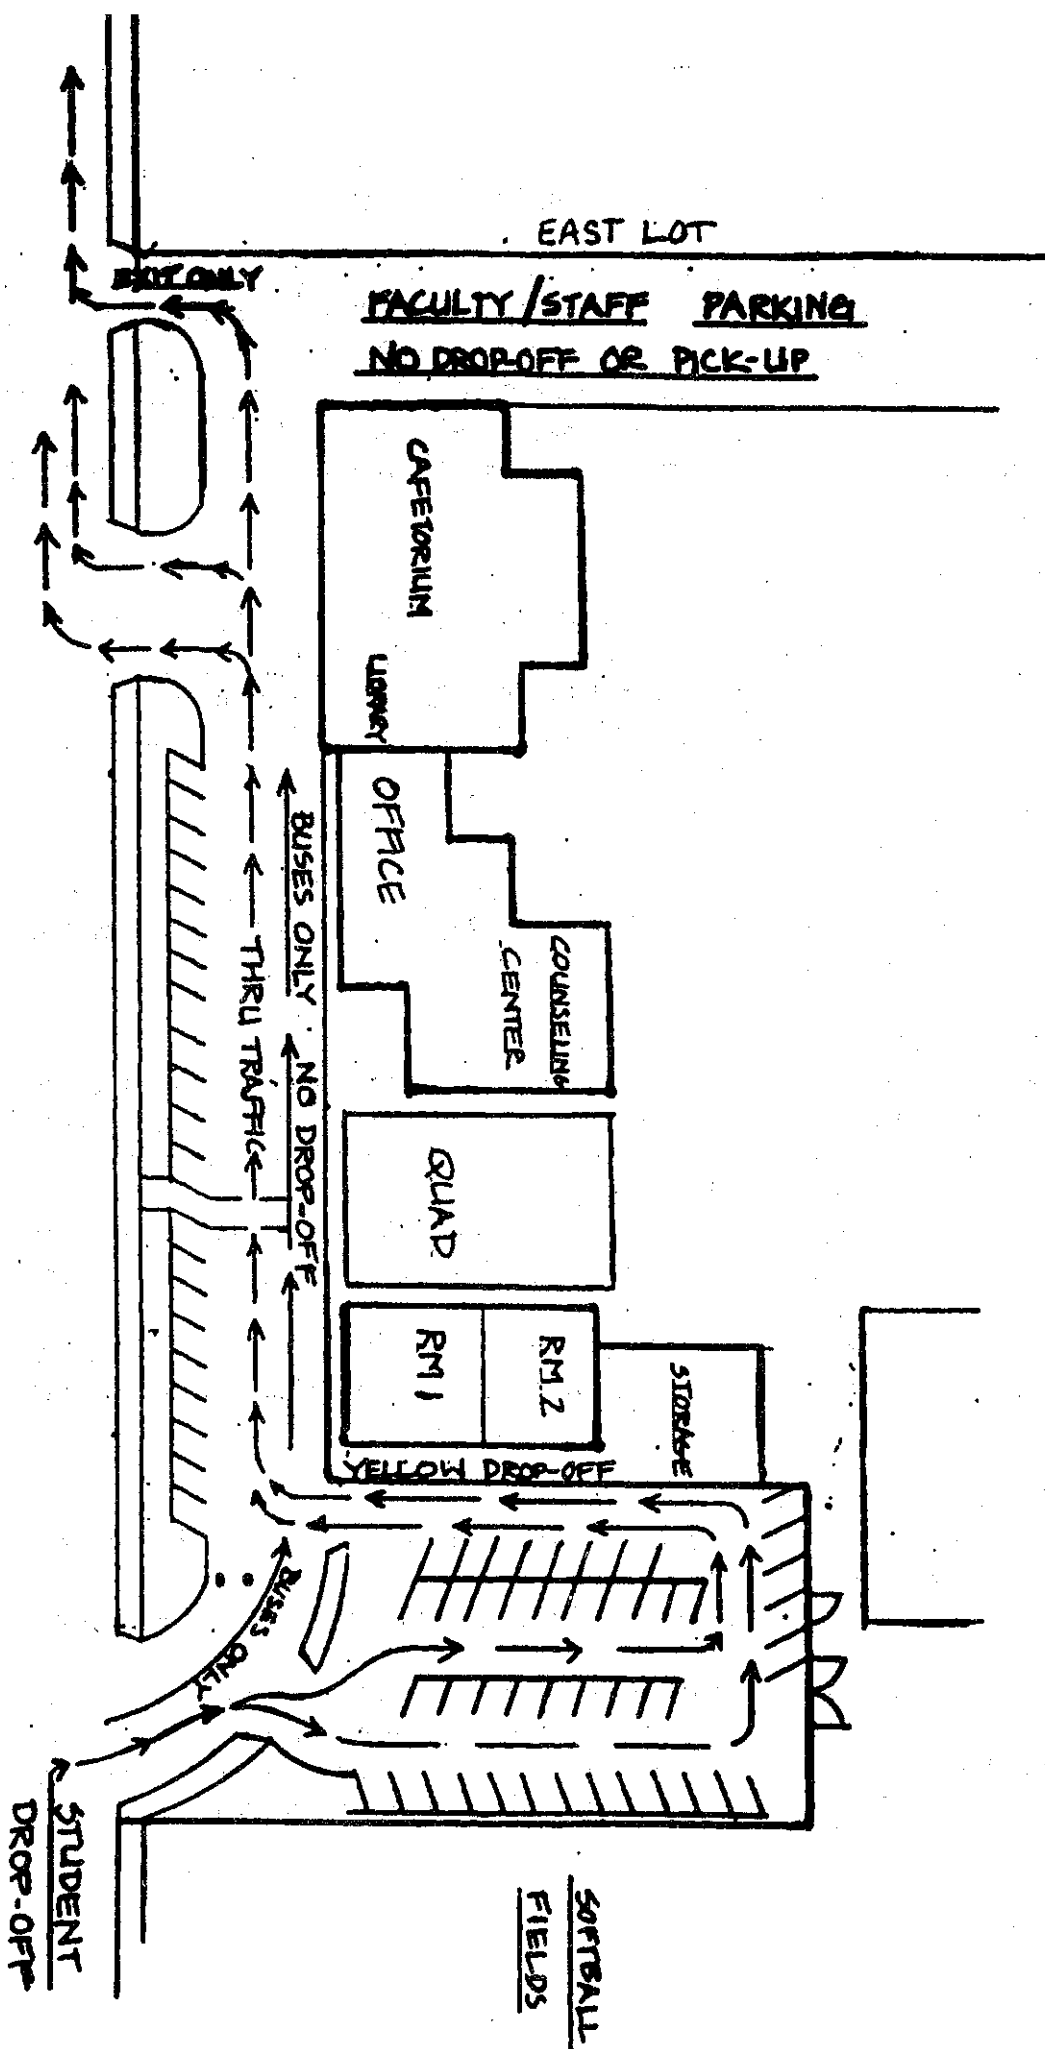 EAST LOT
EXIT ONLY
FACULTY/STAFF PARKING
NO DROP-OFF OR PICK-UP
CAFETORIUM
LIBRARY
OFFICE
COUNSELING
CENTER
BUSES ONLY NO DROP-OFF
THRU TRAFFIC
QUAD
RM 1
RM 2
STORAGE
YELLOW DROP-OFF
BUSES ONLY
STUDENT
DROP-OFF
SOFTBALL
FIELDS